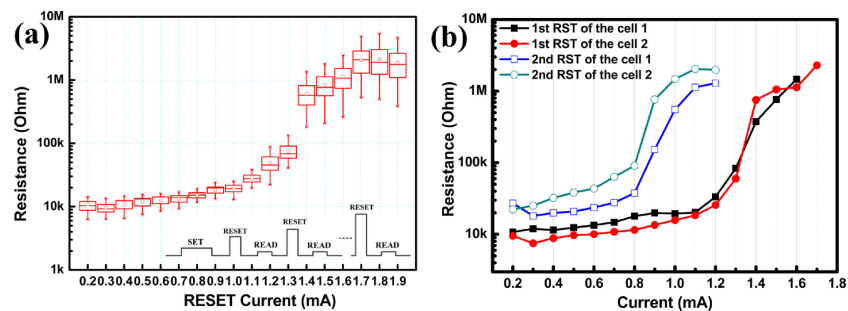 (a)
10M
1M
100k
10k
1k
Resistance (Ohm)
SET
RESET
READ
RESET
READ
RESET
READ
0.2 0.3 0.4 0.5 0.6 0.7 0.8 0.9 1.0 1.1 1.2 1.3 1.4 1.5 1.6 1.7 1.8 1.9
RESET Current (mA)
(b)
10M
1M
100k
10k
Resistance (Ohm)
1st RST of the cell 1
1st RST of the cell 2
2nd RST of the cell 1
2nd RST of the cell 2
0.2 0.4 0.6 0.8 1.0 1.2 1.4 1.6 1.8
Current (mA)